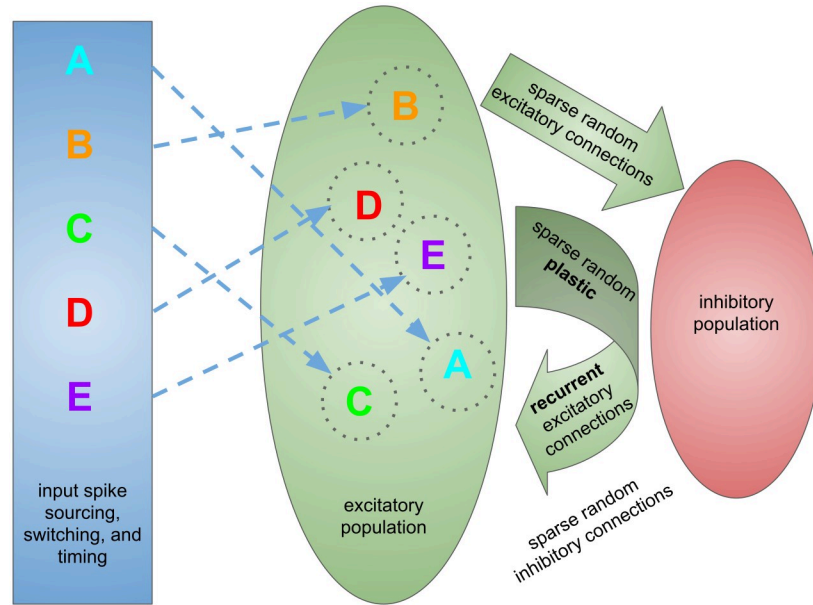 A
B
C
D
E
input spike
sourcing,
switching, and
timing
B
D
E
A
C
excitatory
population
sparse random
excitatory connections
sparse random
plastic
recurrent
excitatory
connections
sparse random
inhibitory connections
inhibitory
population